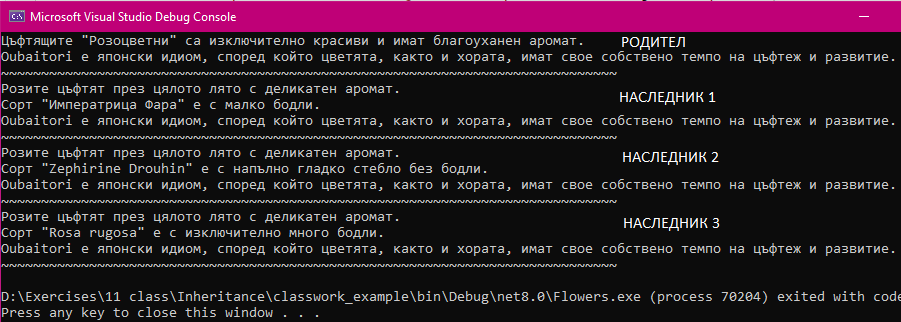 Microsoft Visual Studio Debug Console
Цъфтящите "Розоцветни" са изключително красиви и имат благоуханен аромат. РОДИТЕЛ
Oubaitori е японски идиом, според който цветята, както и хората, имат свое собствено темпо на цъфтеж и развитие.
~~~~~~~~~~~~~~~~~~~~~~~~~~~~~~~~~~~~~~~~~~~~~~~~~~~~~~~~~~~~~~~~~~~~~~~~~~~~~
Розите цъфтят през цялото лято с деликатен аромат.
Сорт "Императрица Фара" е с малко бодли. НАСЛЕДНИК 1
Oubaitori е японски идиом, според който цветята, както и хората, имат свое собствено темпо на цъфтеж и развитие.
~~~~~~~~~~~~~~~~~~~~~~~~~~~~~~~~~~~~~~~~~~~~~~~~~~~~~~~~~~~~~~~~~~~~~~~~~~~~~
Розите цъфтят през цялото лято с деликатен аромат. НАСЛЕДНИК 2
Сорт "Zephirine Drouhin" е с напълно гладко стебло без бодли.
Oubaitori е японски идиом, според който цветята, както и хората, имат свое собствено темпо на цъфтеж и развитие.
~~~~~~~~~~~~~~~~~~~~~~~~~~~~~~~~~~~~~~~~~~~~~~~~~~~~~~~~~~~~~~~~~~~~~~~~~~~~~
Розите цъфтят през цялото лято с деликатен аромат. НАСЛЕДНИК 3
Сорт "Rosa rugosa" е с изключително много бодли.
Oubaitori е японски идиом, според който цветята, както и хората, имат свое собствено темпо на цъфтеж и развитие.
~~~~~~~~~~~~~~~~~~~~~~~~~~~~~~~~~~~~~~~~~~~~~~~~~~~~~~~~~~~~~~~~~~~~~~~~~~~~~
D:\Exercises\11 class\Inheritance\classwork_example\bin\Debug\net8.0\Flowers.exe (process 70204) exited with code
Press any key to close this window . . .